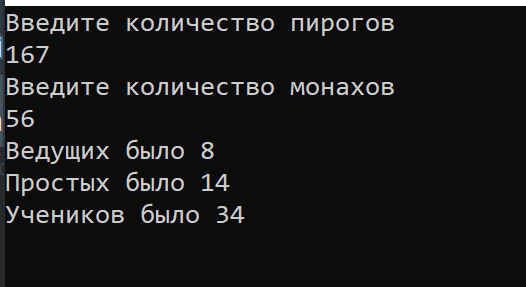 Введите количество пирогов
167
Введите количество монахов
56
Ведущих было 8
Простых было 14
Учеников было 34